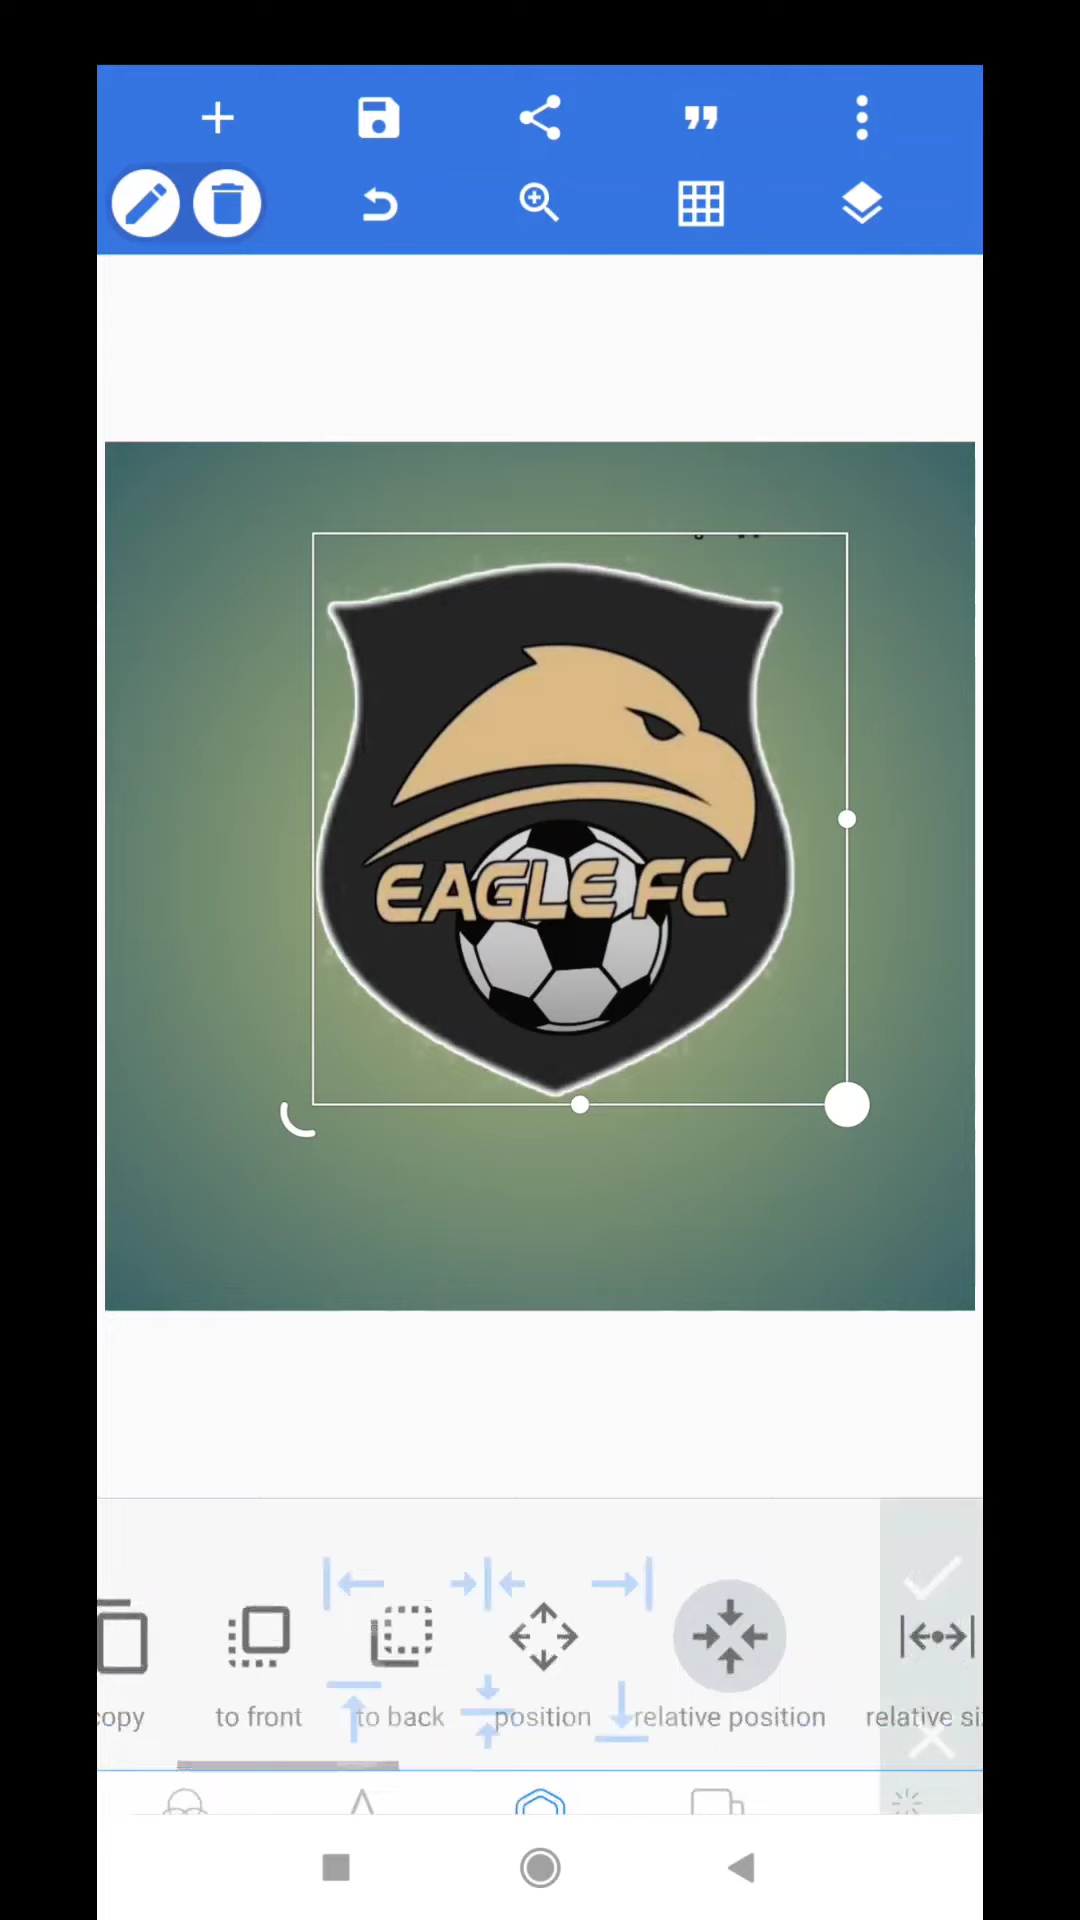 EAGLE FC
copy
to front
to back
position
relative position
relative si